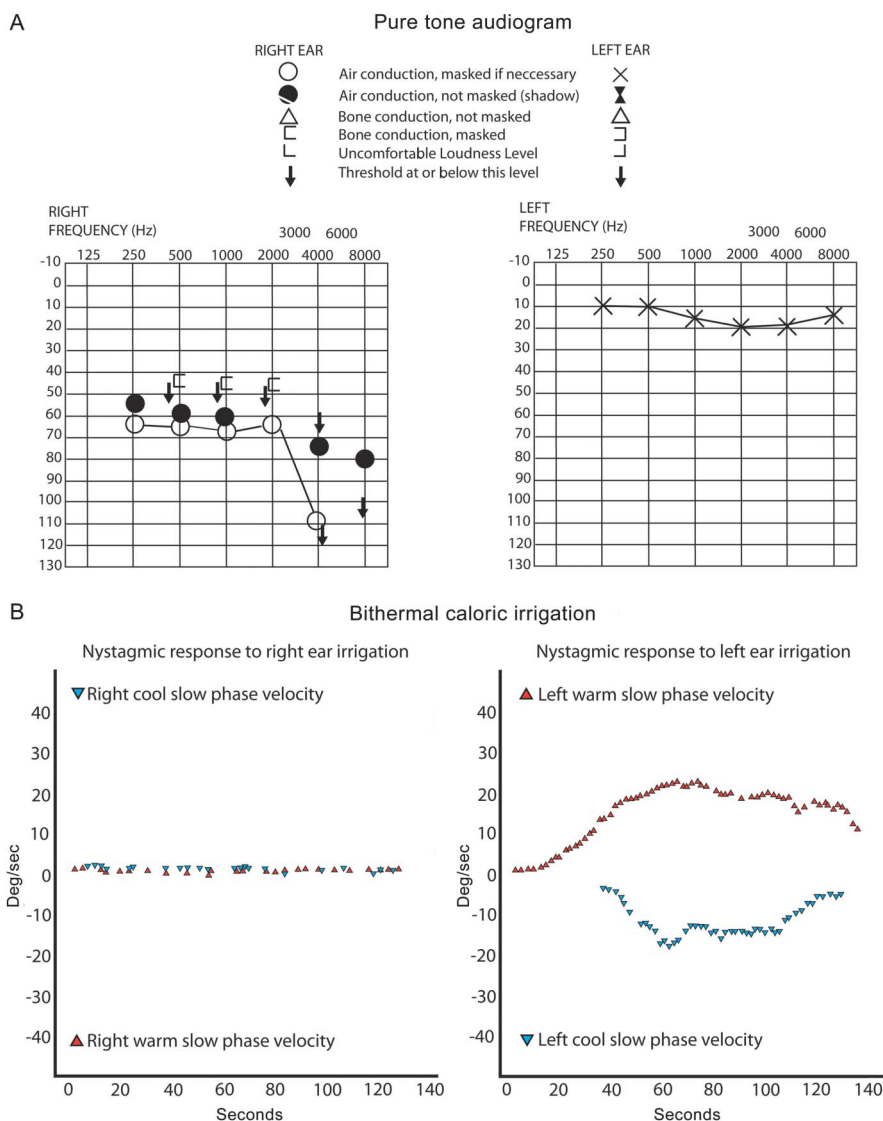 A
Pure tone audiogram
RIGHT EAR
LEFT EAR
Air conduction, masked if neccessary
Air conduction, not masked (shadow)
Bone conduction, not masked
Bone conduction, masked
Uncomfortable Loudness Level
Threshold at or below this level
RIGHT
FREQUENCY (Hz)
3000 6000
125 250 500 1000 2000 4000 8000
-10
0
10
20
30
40
50
60
70
80
90
100
110
120
130
LEFT
FREQUENCY (Hz)
3000 6000
125 250 500 1000 2000 4000 8000
-10
0
10
20
30
40
50
60
70
80
90
100
110
120
130
B
Bithermal caloric irrigation
Nystagmic response to right ear irrigation
Right cool slow phase velocity
40
30
20
10
0
-10
-20
-30
-40
Deg/sec
Right warm slow phase velocity
0 20 40 60 80 100 120 140
Seconds
Nystagmic response to left ear irrigation
Left warm slow phase velocity
40
30
20
10
0
-10
-20
-30
-40
Deg/sec
Left cool slow phase velocity
0 20 40 60 80 100 120 140
Seconds